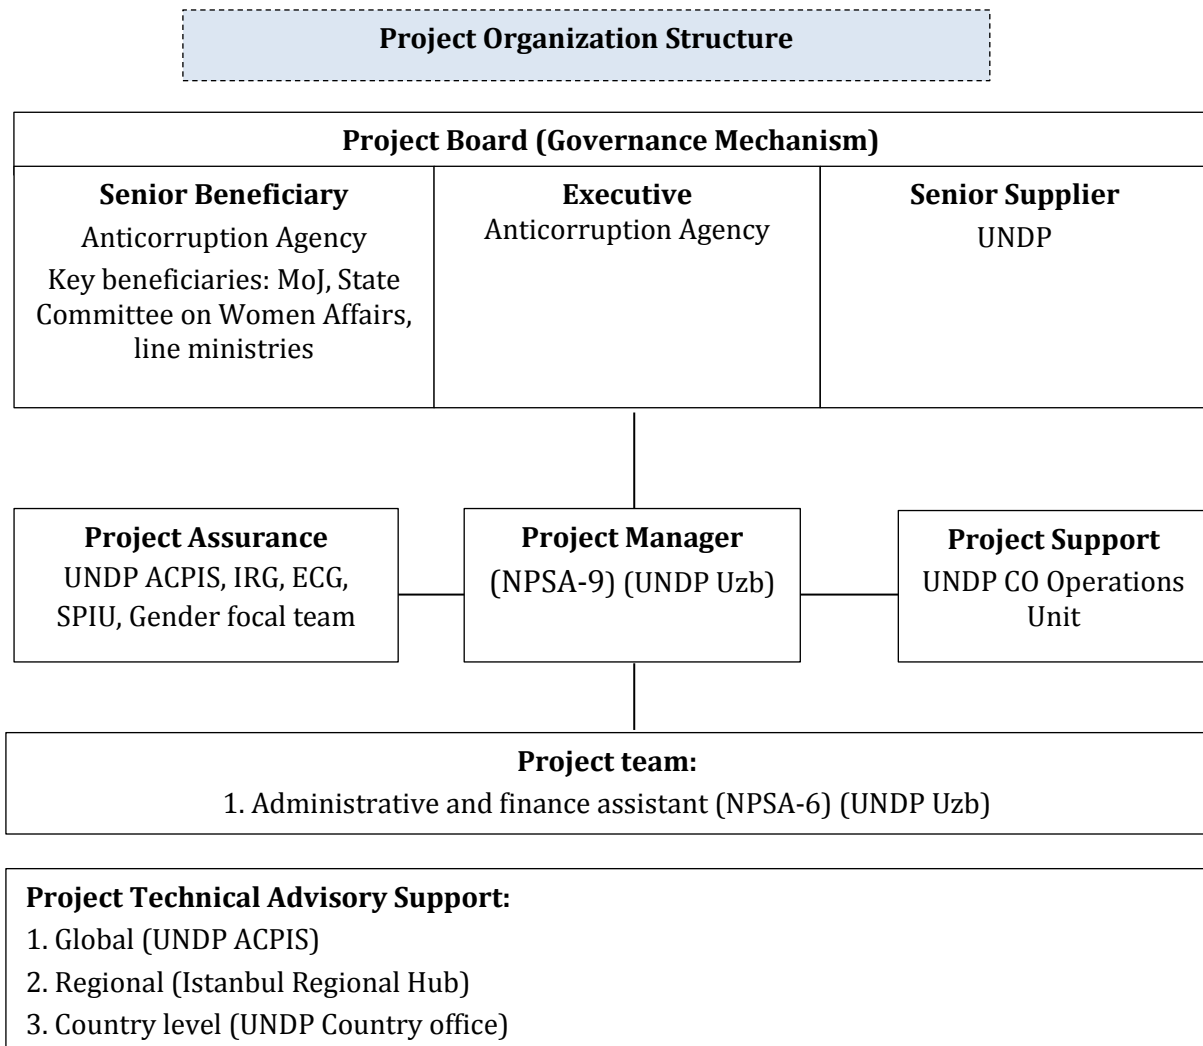 Project Organization Structure
Project Board (Governance Mechanism)
Senior Beneficiary
Anticorruption Agency
Key beneficiaries: MoJ, State
Committee on Women Affairs,
line ministries
Executive
Anticorruption Agency
Senior Supplier
UNDP
Project Assurance
UNDP ACPIS, IRG, ECG,
SPIU, Gender focal team
Project Manager
(NPSA-9) (UNDP Uzb)
Project Support
UNDP CO Operations
Unit
Project team:
1. Administrative and finance assistant (NPSA-6) (UNDP Uzb)
Project Technical Advisory Support:
1. Global (UNDP ACPIS)
2. Regional (Istanbul Regional Hub)
3. Country level (UNDP Country office)